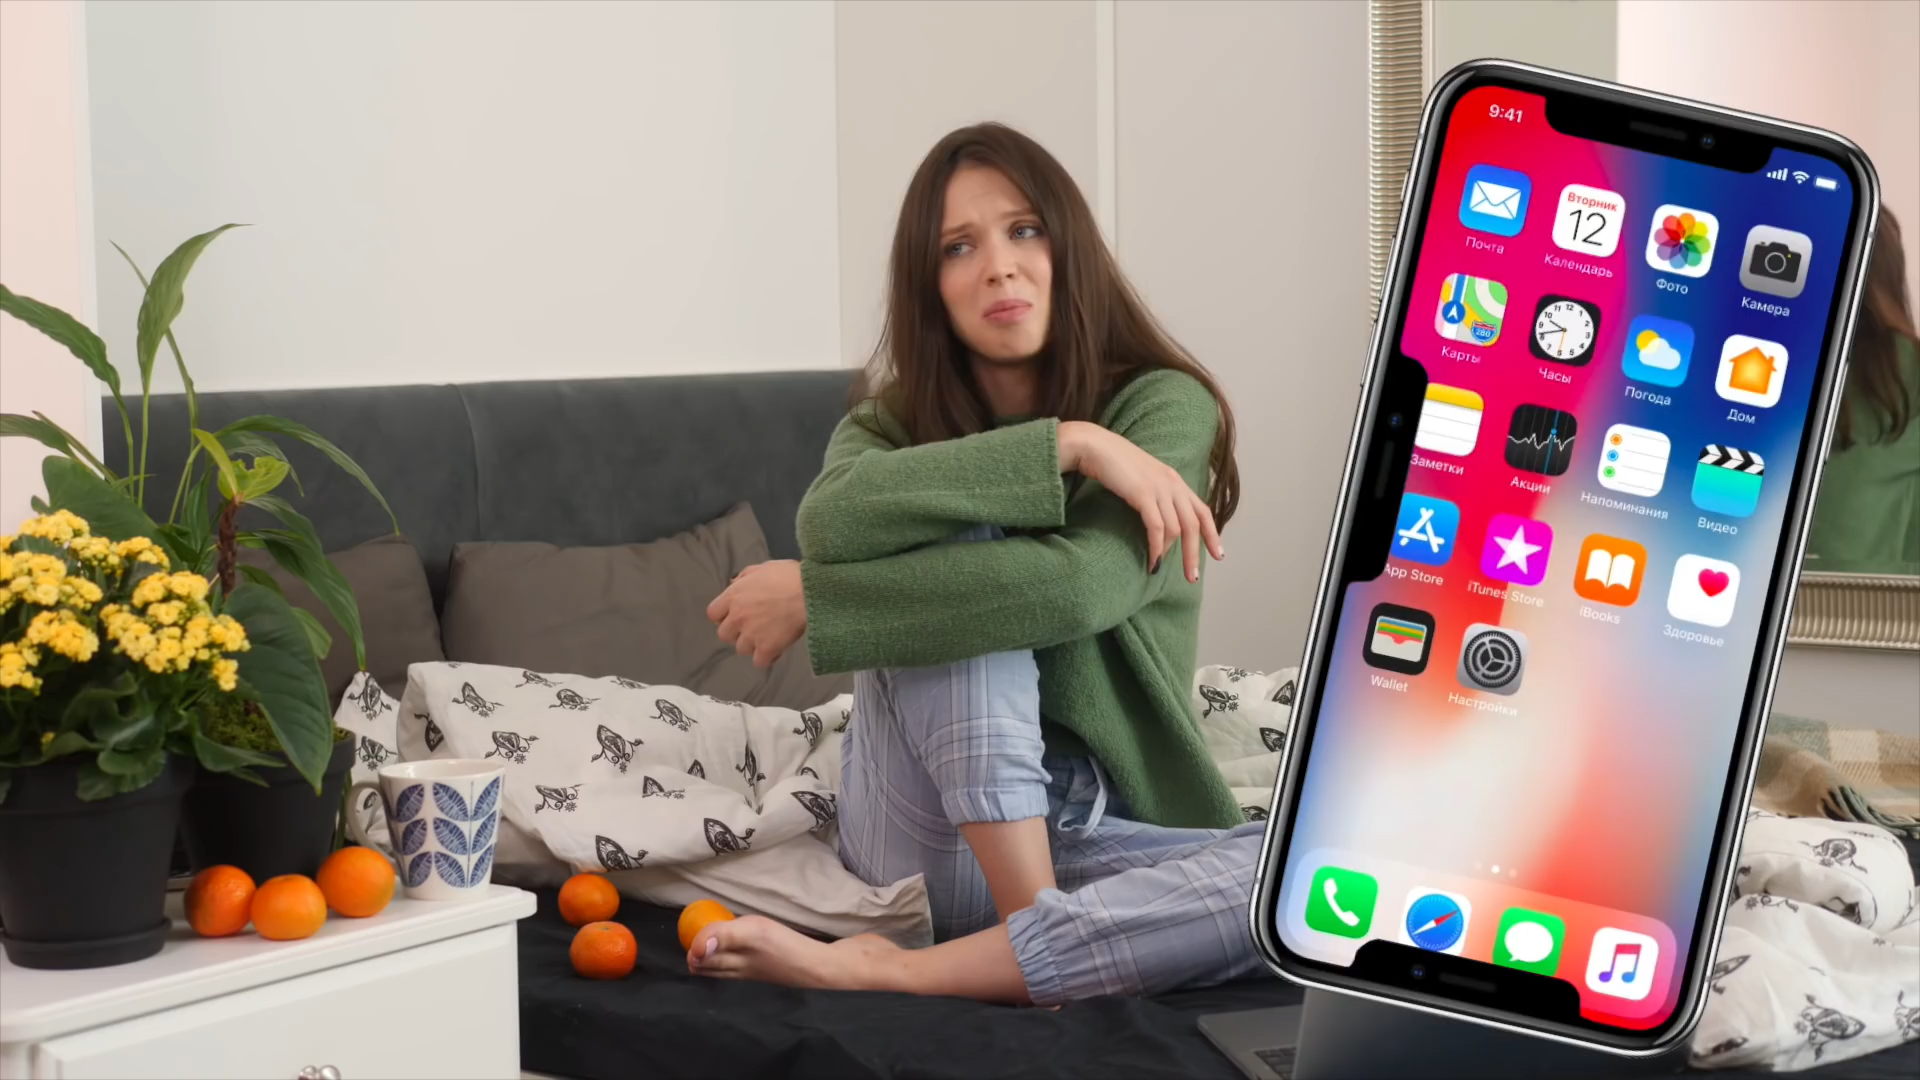 9:41
Почта
Вторник
12
Календарь
Фото
Камера
Карты
280
Часы
Погода
Дом
Заметки
Акции
Напоминания
Видео
App Store
iTunes Store
iBooks
Здоровье
Wallet
Настройки